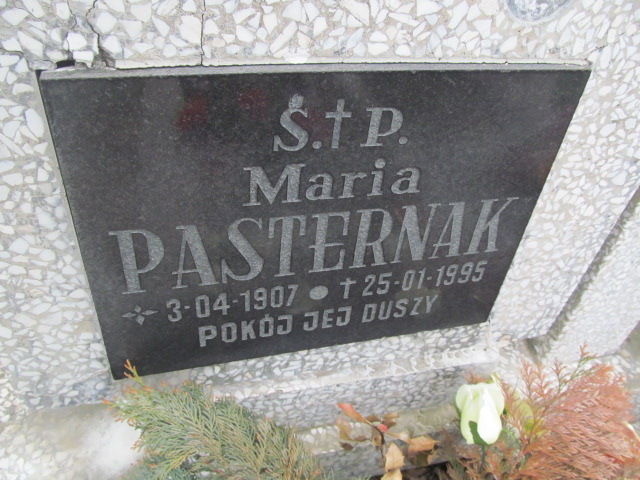 Ś.†P.
Maria
PASTERNAK
3-04-1907 • † 25-01-1995
POKÓJ JEJ DUSZY